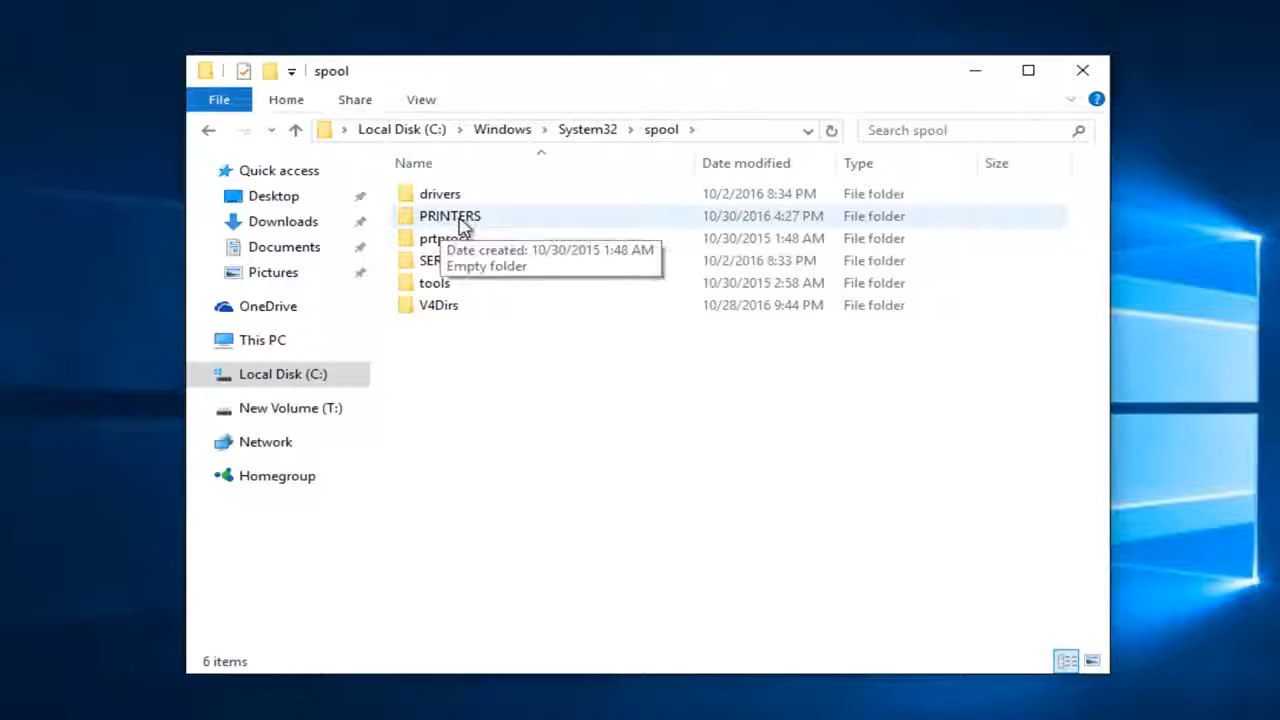 spool
File Home Share View
Local Disk (C:) Windows System32 spool Search spool
Name Date modified Type Size
Quick access
Desktop
Downloads
Documents
Pictures
OneDrive
This PC
Local Disk (C:)
New Volume (T:)
Network
Homegroup
drivers 10/2/2016 8:34 PM File folder
PRINTERS 10/30/2016 4:27 PM File folder
10/30/2015 1:48 AM File folder
10/2/2016 8:33 PM File folder
tools 10/30/2015 2:58 AM File folder
V4Dirs 10/28/2016 9:44 PM File folder
Date created: 10/30/2015 1:48 AM
Empty folder
6 items